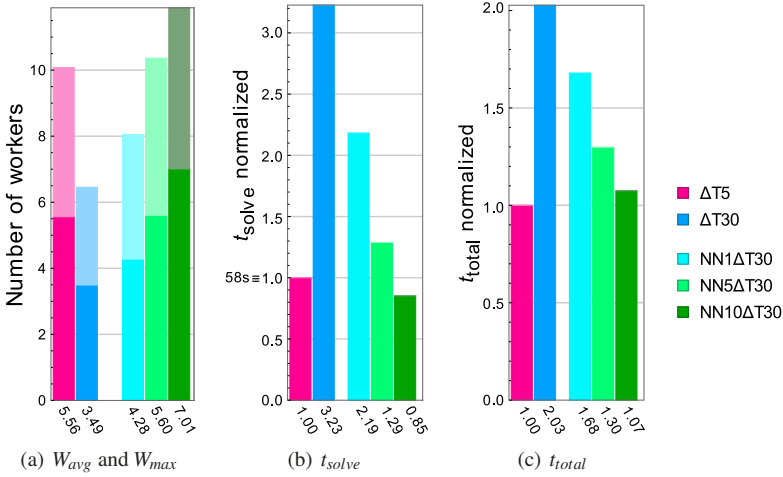 Number of workers
10
8
6
4
2
0
5.56
3.49
4.28
5.60
7.01
(a) Wavg and Wmax
tsolve normalized
3.0
2.5
2.0
1.5
58s≡1.0
0.5
0.0
1.00
3.23
2.19
1.29
0.85
(b) tsolve
ttotal normalized
2.0
1.5
1.0
0.5
0.0
1.00
2.03
1.68
1.30
1.07
(c) ttotal
ΔT5
ΔT30
NN1ΔT30
NN5ΔT30
NN10ΔT30